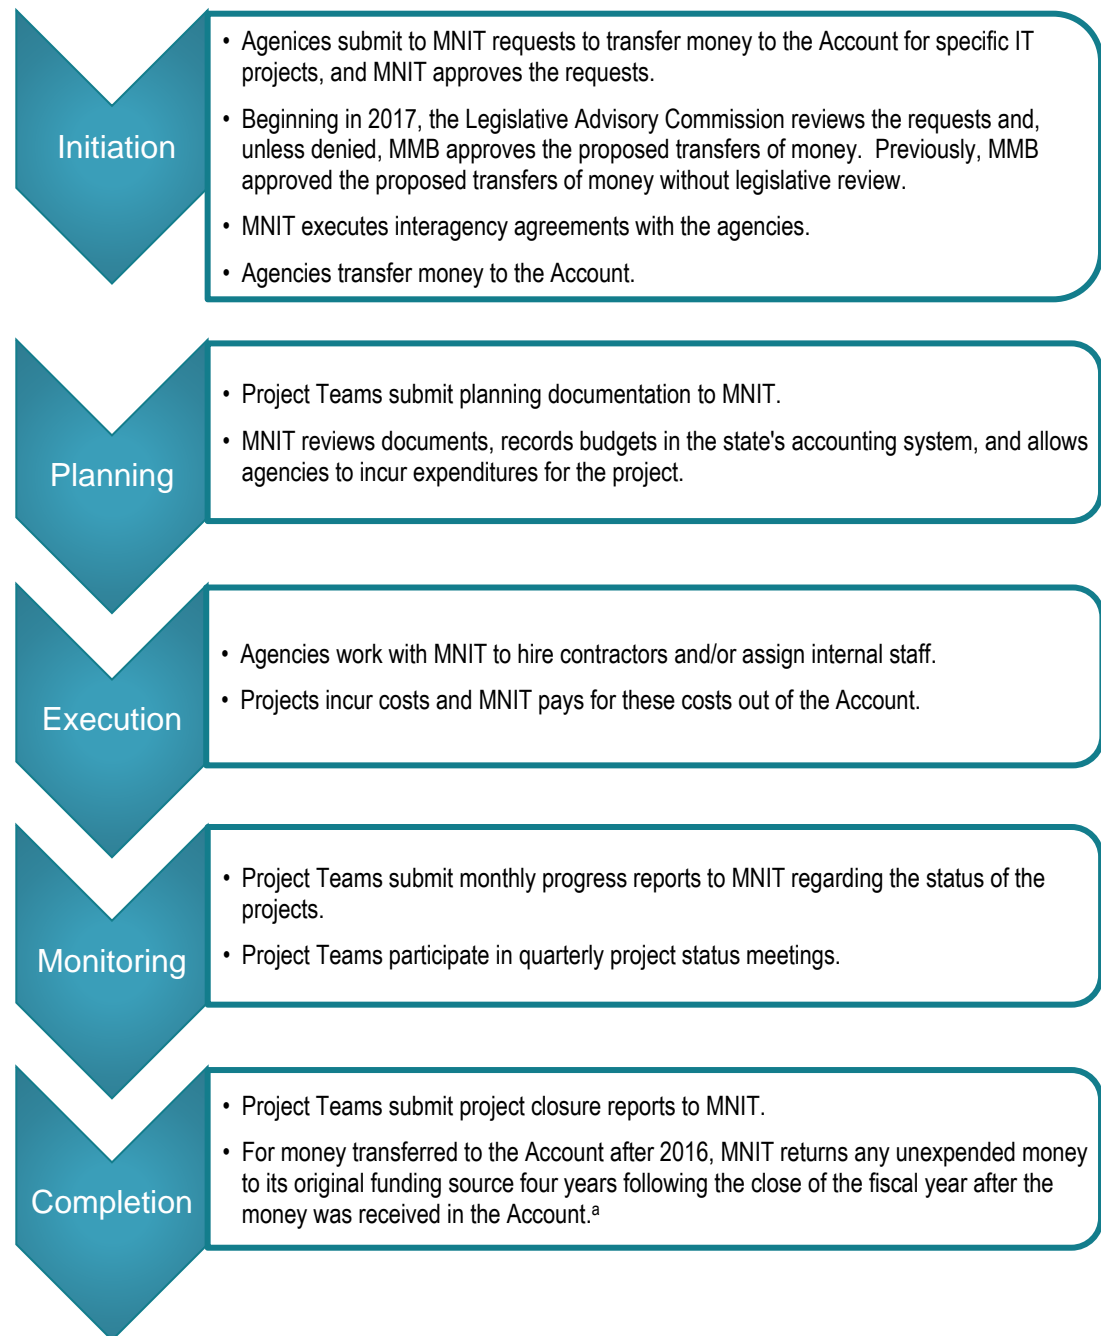 Initiation
• Agenices submit to MNIT requests to transfer money to the Account for specific IT
projects, and MNIT approves the requests.
• Beginning in 2017, the Legislative Advisory Commission reviews the requests and,
unless denied, MMB approves the proposed transfers of money.  Previously, MMB
approved the proposed transfers of money without legislative review.
• MNIT executes interagency agreements with the agencies.
• Agencies transfer money to the Account.
Planning
• Project Teams submit planning documentation to MNIT.
• MNIT reviews documents, records budgets in the state's accounting system, and allows
agencies to incur expenditures for the project.
Execution
• Agencies work with MNIT to hire contractors and/or assign internal staff.
• Projects incur costs and MNIT pays for these costs out of the Account.
Monitoring
• Project Teams submit monthly progress reports to MNIT regarding the status of the
projects.
• Project Teams participate in quarterly project status meetings.
Completion
• Project Teams submit project closure reports to MNIT.
• For money transferred to the Account after 2016, MNIT returns any unexpended money
to its original funding source four years following the close of the fiscal year after the
money was received in the Account.ᵃ